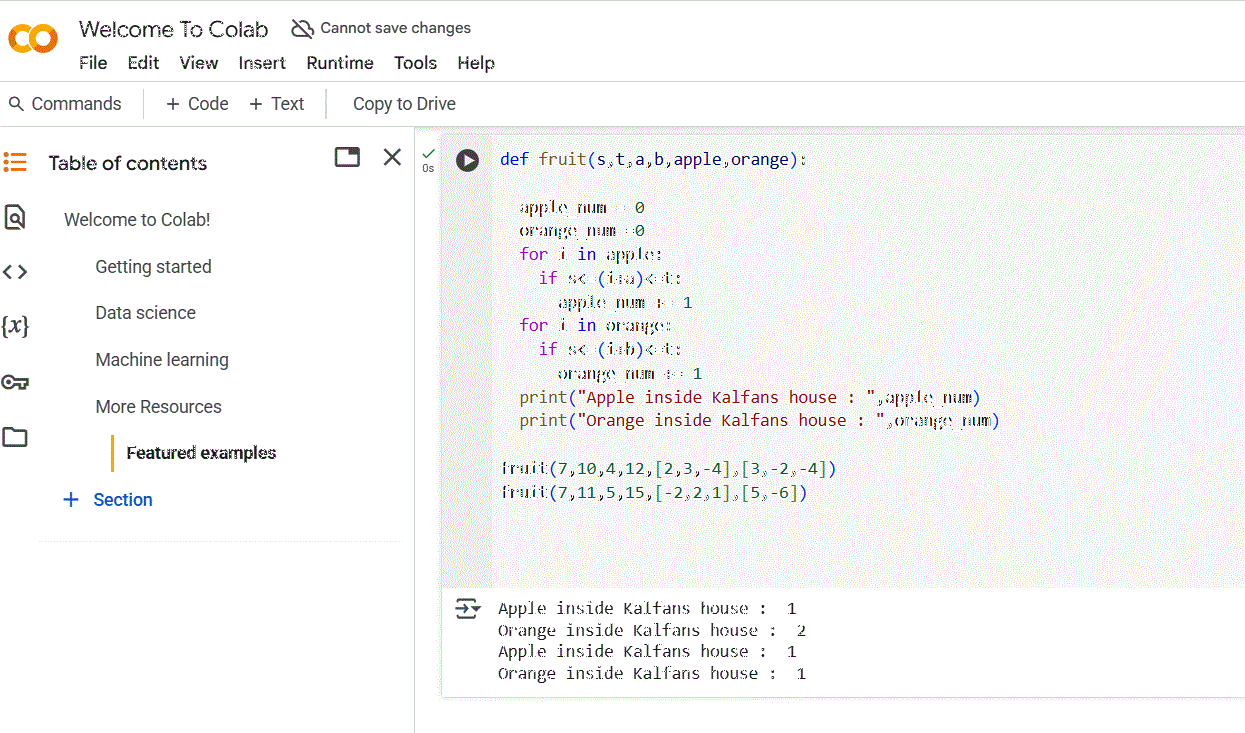 Welcome To Colab Cannot save changes
File Edit View Insert Runtime Tools Help
Commands + Code + Text Copy to Drive
Table of contents
Welcome to Colab!
Getting started
Data science
Machine learning
More Resources
Featured examples
+ Section
0s
def fruit(s,t,a,b,apple,orange):
apple_num = 0
orange_num =0
for i in apple:
if s<= (i+a)<=t:
apple_num += 1
for i in orange:
if s<= (i+b)<=t:
orange_num += 1
print("Apple inside Kalfans house : ",apple_num)
print("Orange inside Kalfans house : ",orange_num)
fruit(7,10,4,12,[2,3,-4],[3,-2,-4])
fruit(7,11,5,15,[-2,2,1],[5,-6])
Apple inside Kalfans house : 1
Orange inside Kalfans house : 2
Apple inside Kalfans house : 1
Orange inside Kalfans house : 1